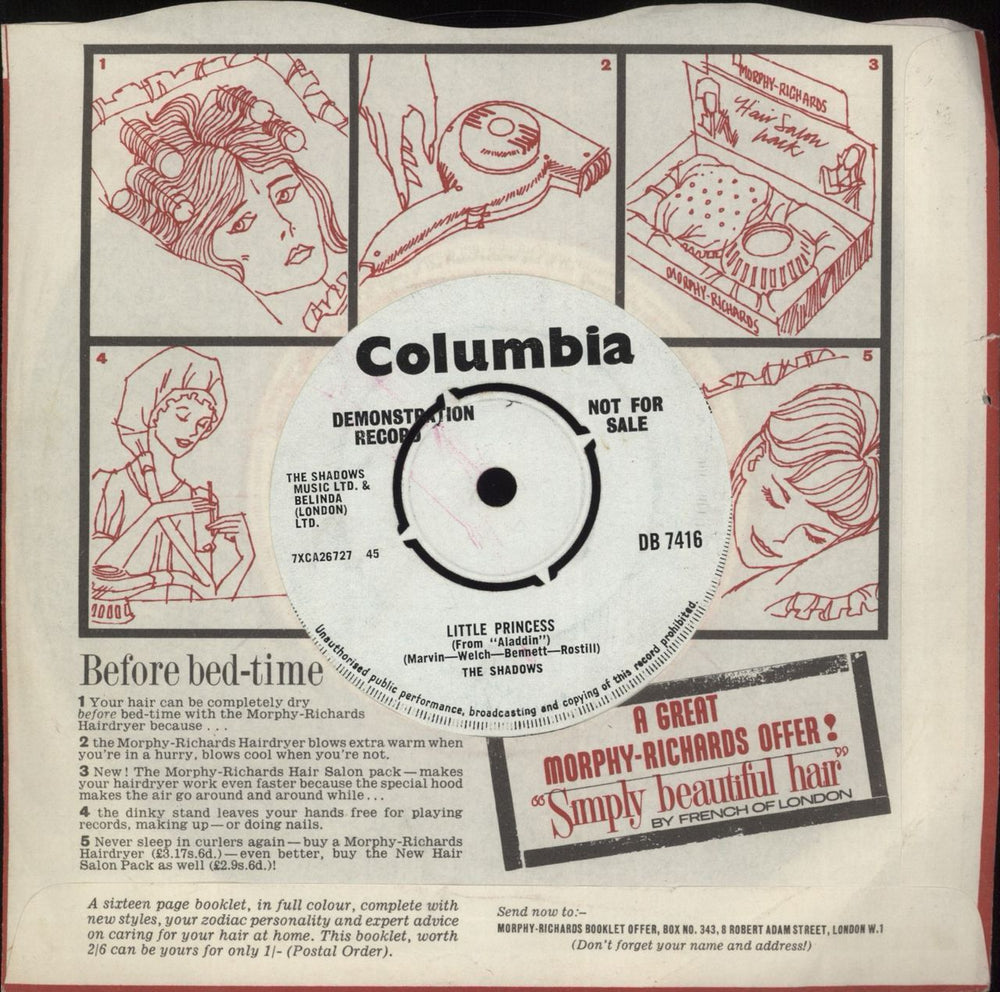 1
2
3
MORPHY-RICHARDS
Hair Salon
pack
MORPHY-RICHARDS
4
5
Columbia
DEMONSTRATION
RECORD
NOT FOR
SALE
THE SHADOWS
MUSIC LTD. &
BELINDA
(LONDON)
LTD.
7XCA26727 45
DB 7416
LITTLE PRINCESS
(From "Aladdin")
(Marvin—Welch—Bennett—Rostill)
THE SHADOWS
Unauthorised public performance, broadcasting and copying of this record prohibited.
Before bed-time
1 Your hair can be completely dry
before bed-time with the Morphy-Richards
Hairdryer because . . .
2 the Morphy-Richards Hairdryer blows extra warm when
you're in a hurry, blows cool when you're not.
3 New! The Morphy-Richards Hair Salon pack—makes
your hairdryer work even faster because the special hood
makes the air go around and around while . . .
4 the dinky stand leaves your hands free for playing
records, making up—or doing nails.
5 Never sleep in curlers again—buy a Morphy-Richards
Hairdryer (£3.17s.6d.)—even better, buy the New Hair
Salon Pack as well (£2.9s.6d.)!
A GREAT
MORPHY-RICHARDS OFFER!
"Simply beautiful hair"
BY FRENCH OF LONDON
A sixteen page booklet, in full colour, complete with
new styles, your zodiac personality and expert advice
on caring for your hair at home. This booklet, worth
2/6 can be yours for only 1/- (Postal Order).
Send now to:–
MORPHY-RICHARDS BOOKLET OFFER, BOX NO. 343, 8 ROBERT ADAM STREET, LONDON W.1
(Don't forget your name and address!)